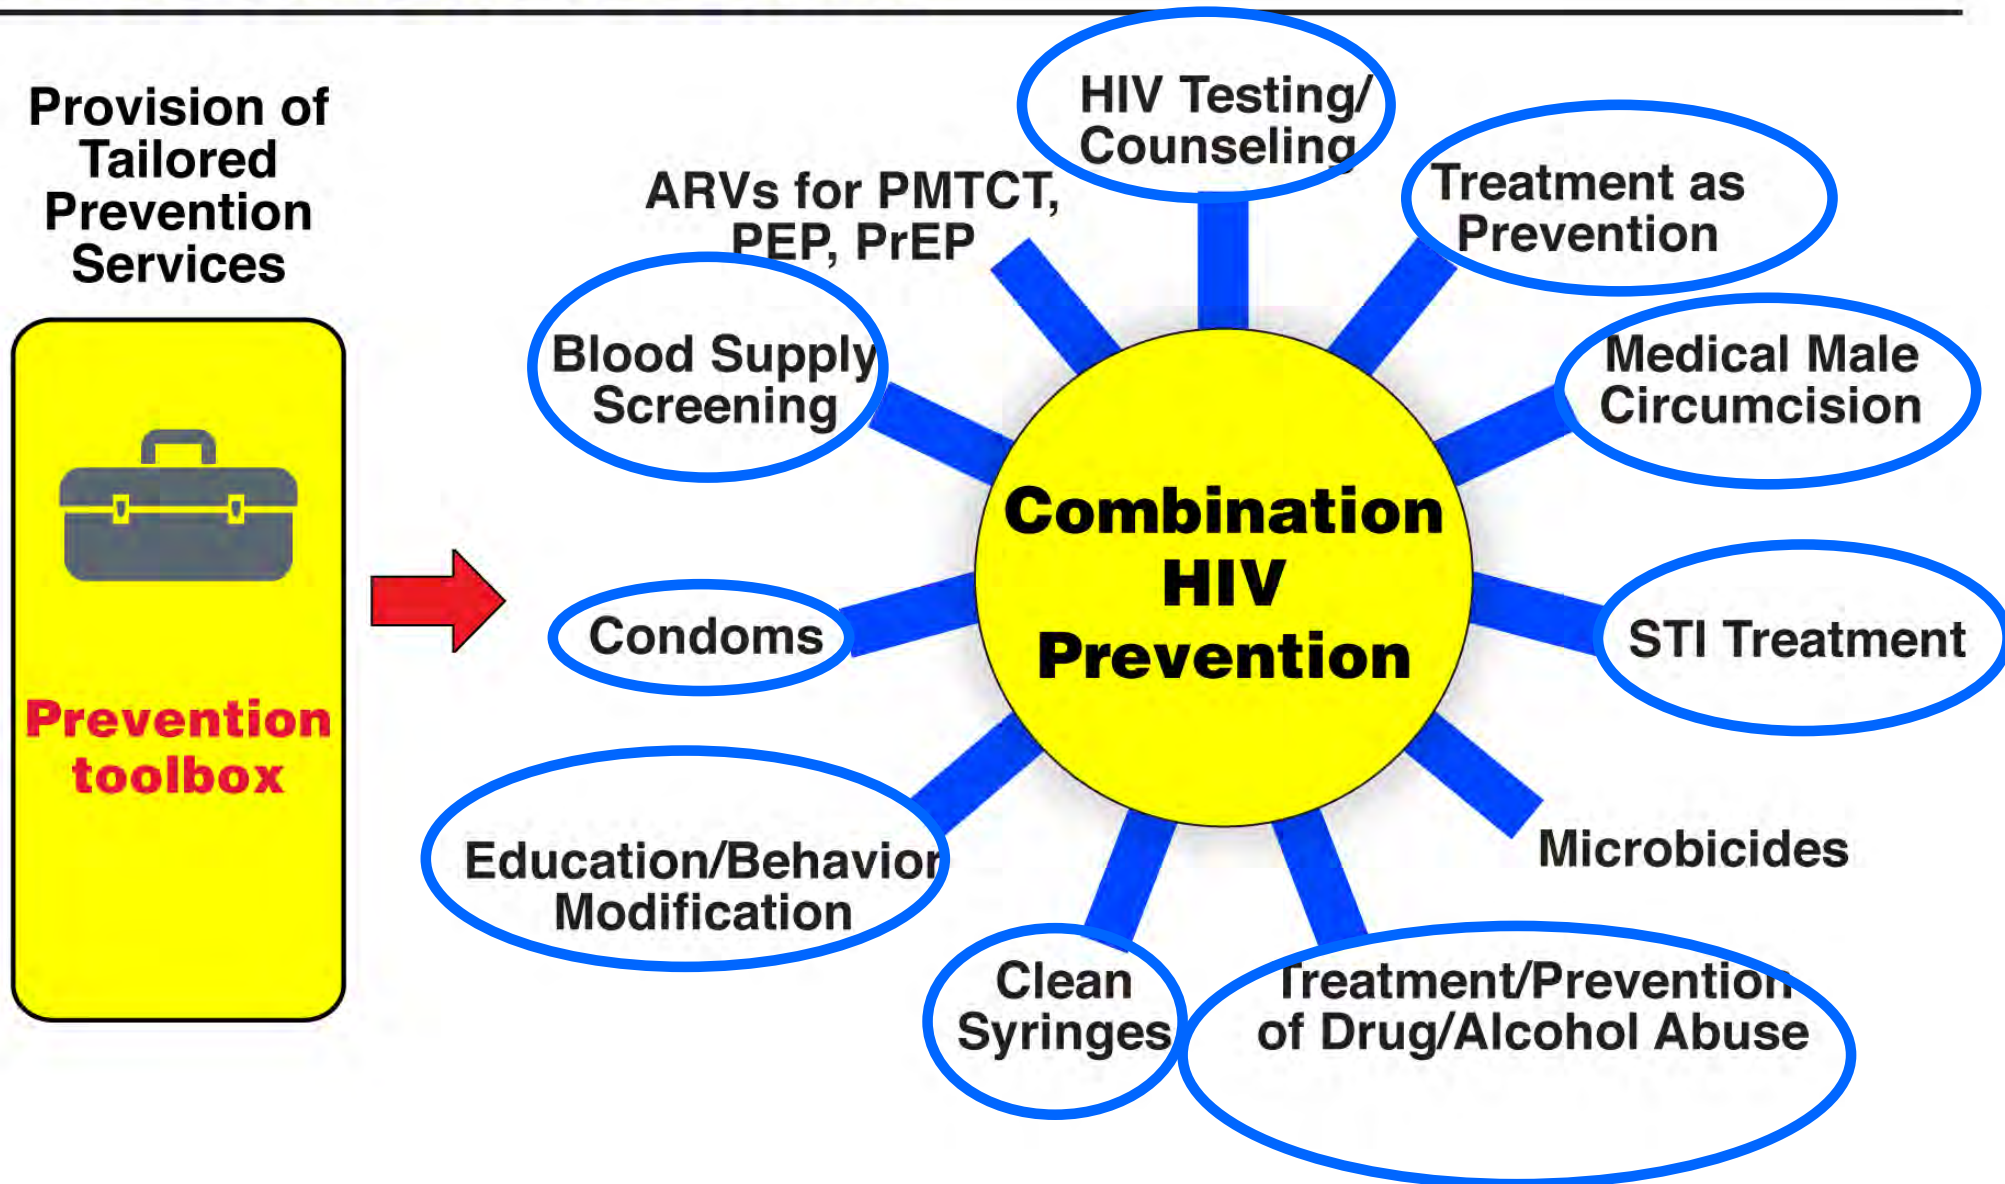 Provision of
Tailored
Prevention
Services
Prevention
toolbox
HIV Testing/
Counseling
Treatment as
Prevention
Medical Male
Circumcision
STI Treatment
Microbicides
Treatment/Prevention
of Drug/Alcohol Abuse
Clean
Syringes
Education/Behavior
Modification
Condoms
Blood Supply
Screening
ARVs for PMTCT,
PEP, PrEP
Combination
HIV
Prevention